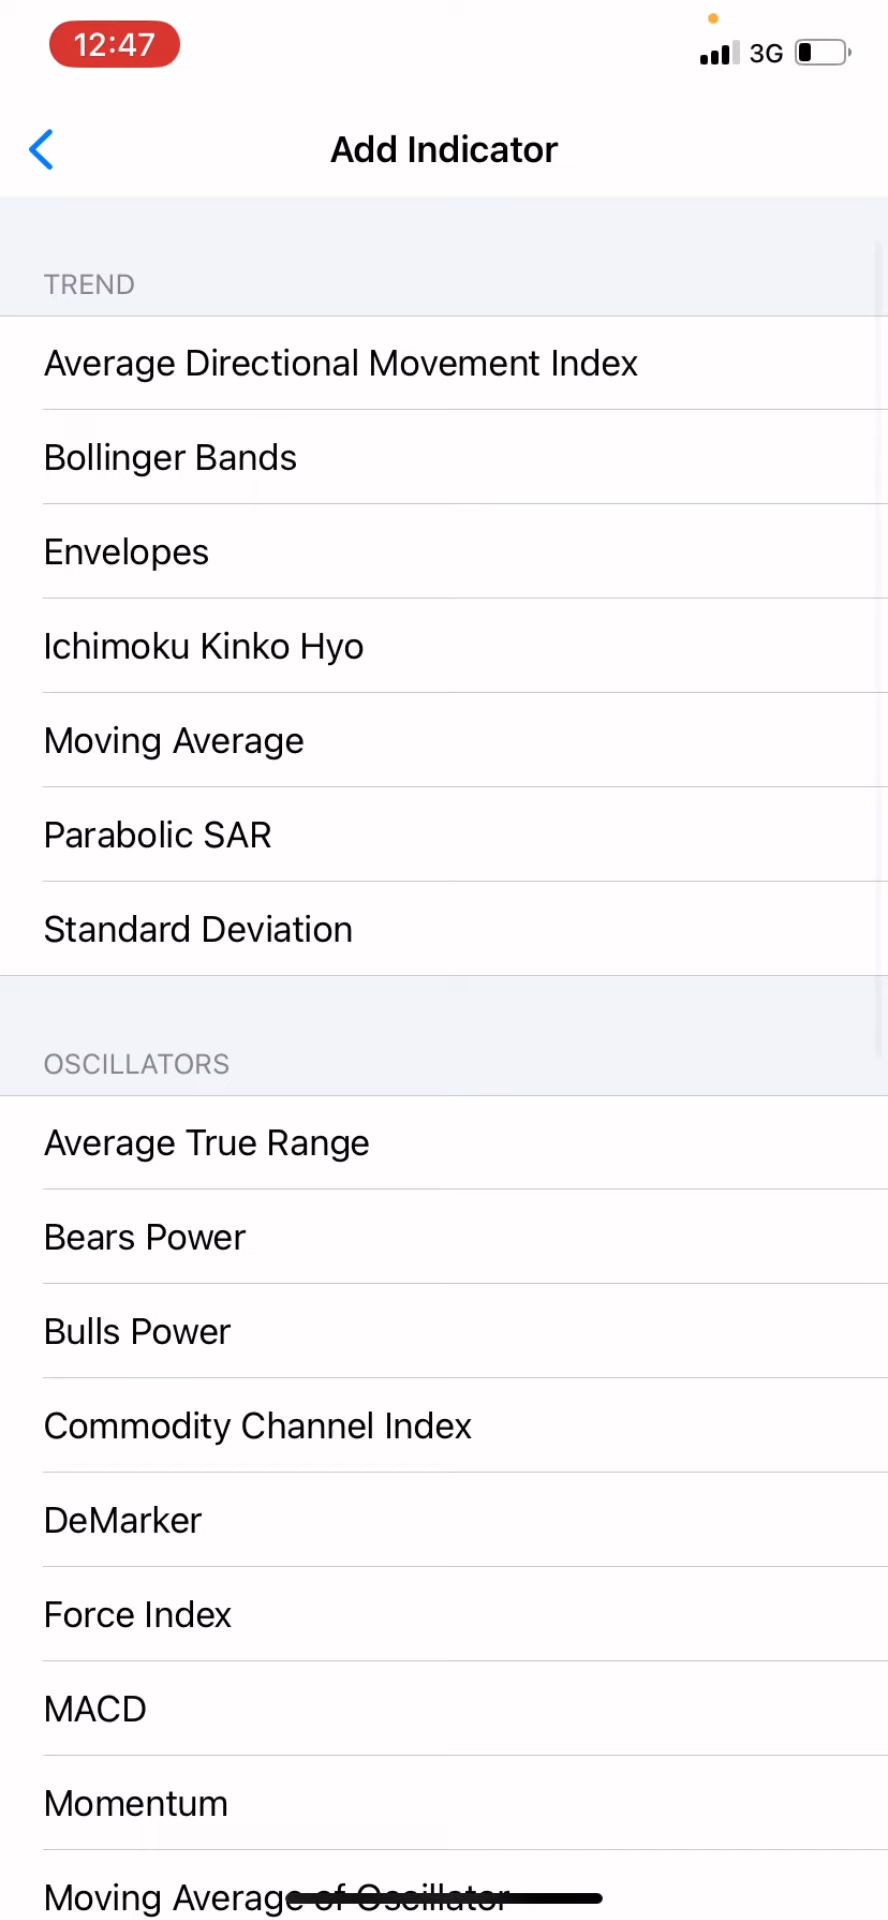 12:47
3G
Add Indicator
TREND
Average Directional Movement Index
Bollinger Bands
Envelopes
Ichimoku Kinko Hyo
Moving Average
Parabolic SAR
Standard Deviation
OSCILLATORS
Average True Range
Bears Power
Bulls Power
Commodity Channel Index
DeMarker
Force Index
MACD
Momentum
Moving Average of Oscillator